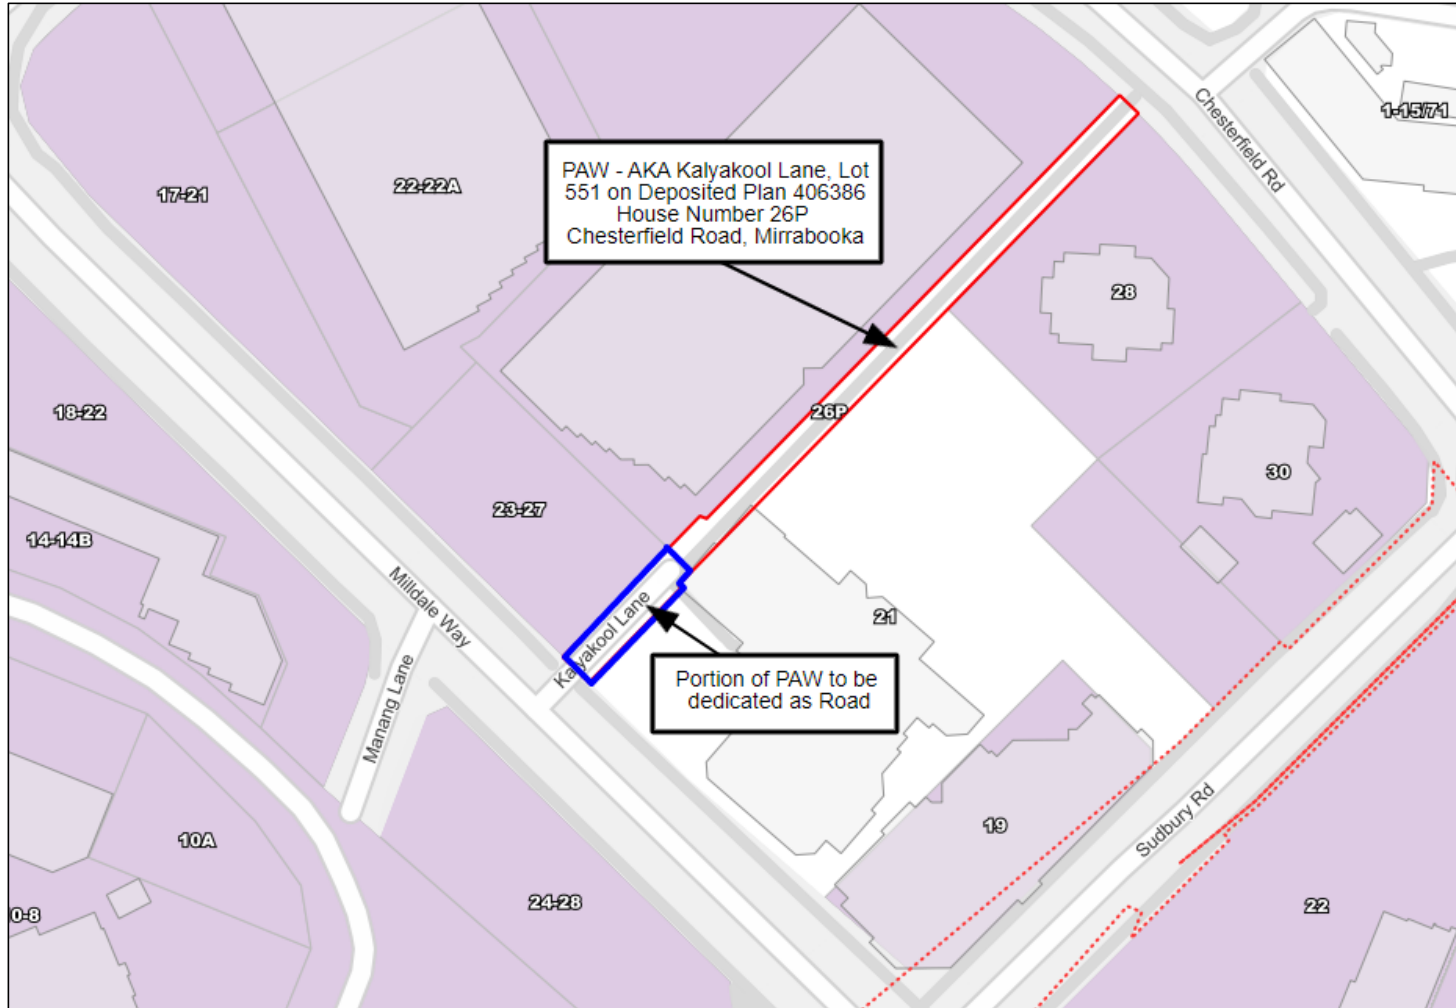 Chesterfield Rd
1-15/71
PAW - AKA Kalyakool Lane, Lot
551 on Deposited Plan 406386
House Number 26P
Chesterfield Road, Mirrabooka
17-21
22-22A
28
18-22
26P
30
23-27
14-14B
Milldale Way
Kalyakool Lane
21
Portion of PAW to be
dedicated as Road
Manang Lane
10A
19
Sudbury Rd
0-8
24-28
22